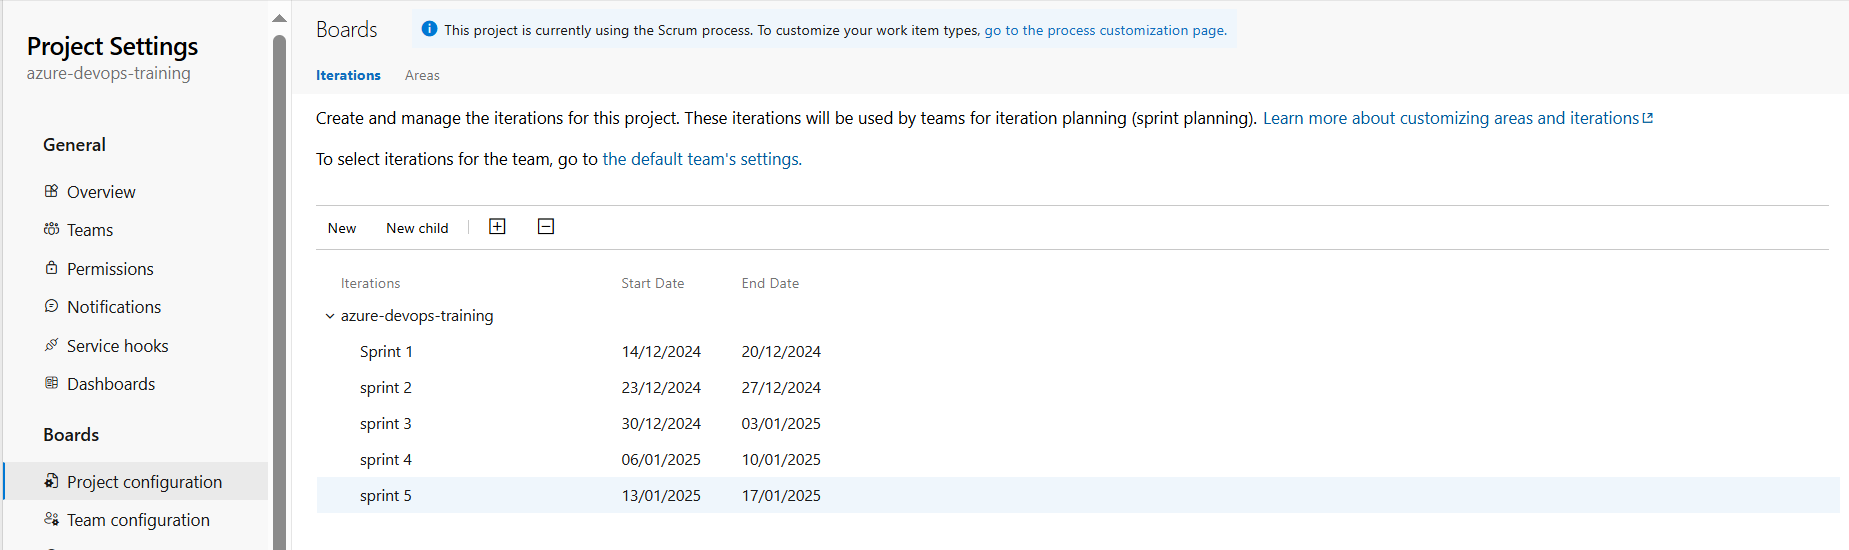 Project Settings
azure-devops-training
General
Overview
Teams
Permissions
Notifications
Service hooks
Dashboards
Boards
Project configuration
Team configuration
Boards
This project is currently using the Scrum process. To customize your work item types, go to the process customization page.
Iterations Areas
Create and manage the iterations for this project. These iterations will be used by teams for iteration planning (sprint planning). Learn more about customizing areas and iterations
To select iterations for the team, go to the default team's settings.
New New child
Iterations Start Date End Date
azure-devops-training
Sprint 1 14/12/2024 20/12/2024
sprint 2 23/12/2024 27/12/2024
sprint 3 30/12/2024 03/01/2025
sprint 4 06/01/2025 10/01/2025
sprint 5 13/01/2025 17/01/2025